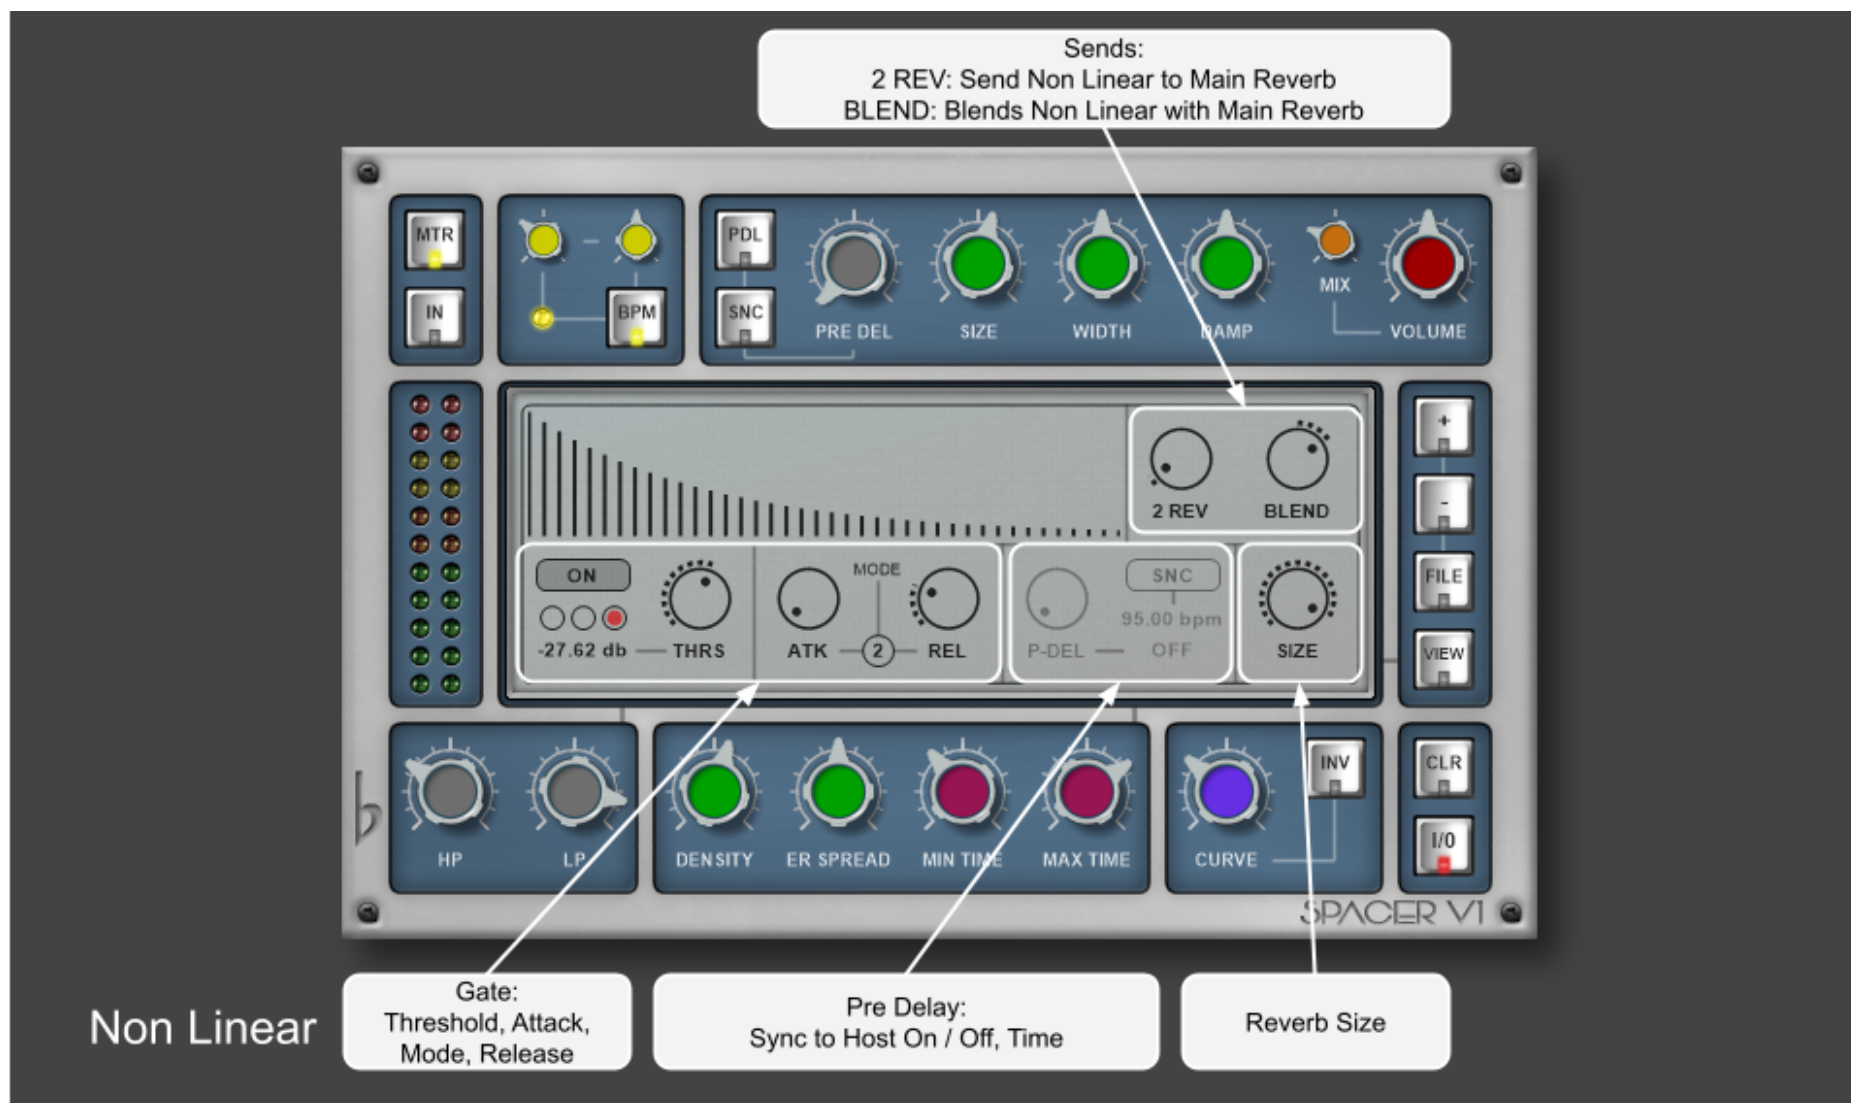 Sends:
2 REV: Send Non Linear to Main Reverb
BLEND: Blends Non Linear with Main Reverb
MTR
IN
BPM
PDL
SNC
PRE DEL
SIZE
WIDTH
DAMP
MIX
VOLUME
2 REV
BLEND
+
-
FILE
VIEW
ON
-27.62 db
THRS
MODE
ATK
2
REL
SNC
95.00 bpm
P-DEL
OFF
SIZE
HP
LP
DENSITY
ER SPREAD
MIN TIME
MAX TIME
CURVE
INV
CLR
I/O
SPACER V1
Non Linear
Gate:
Threshold, Attack,
Mode, Release
Pre Delay:
Sync to Host On / Off, Time
Reverb Size